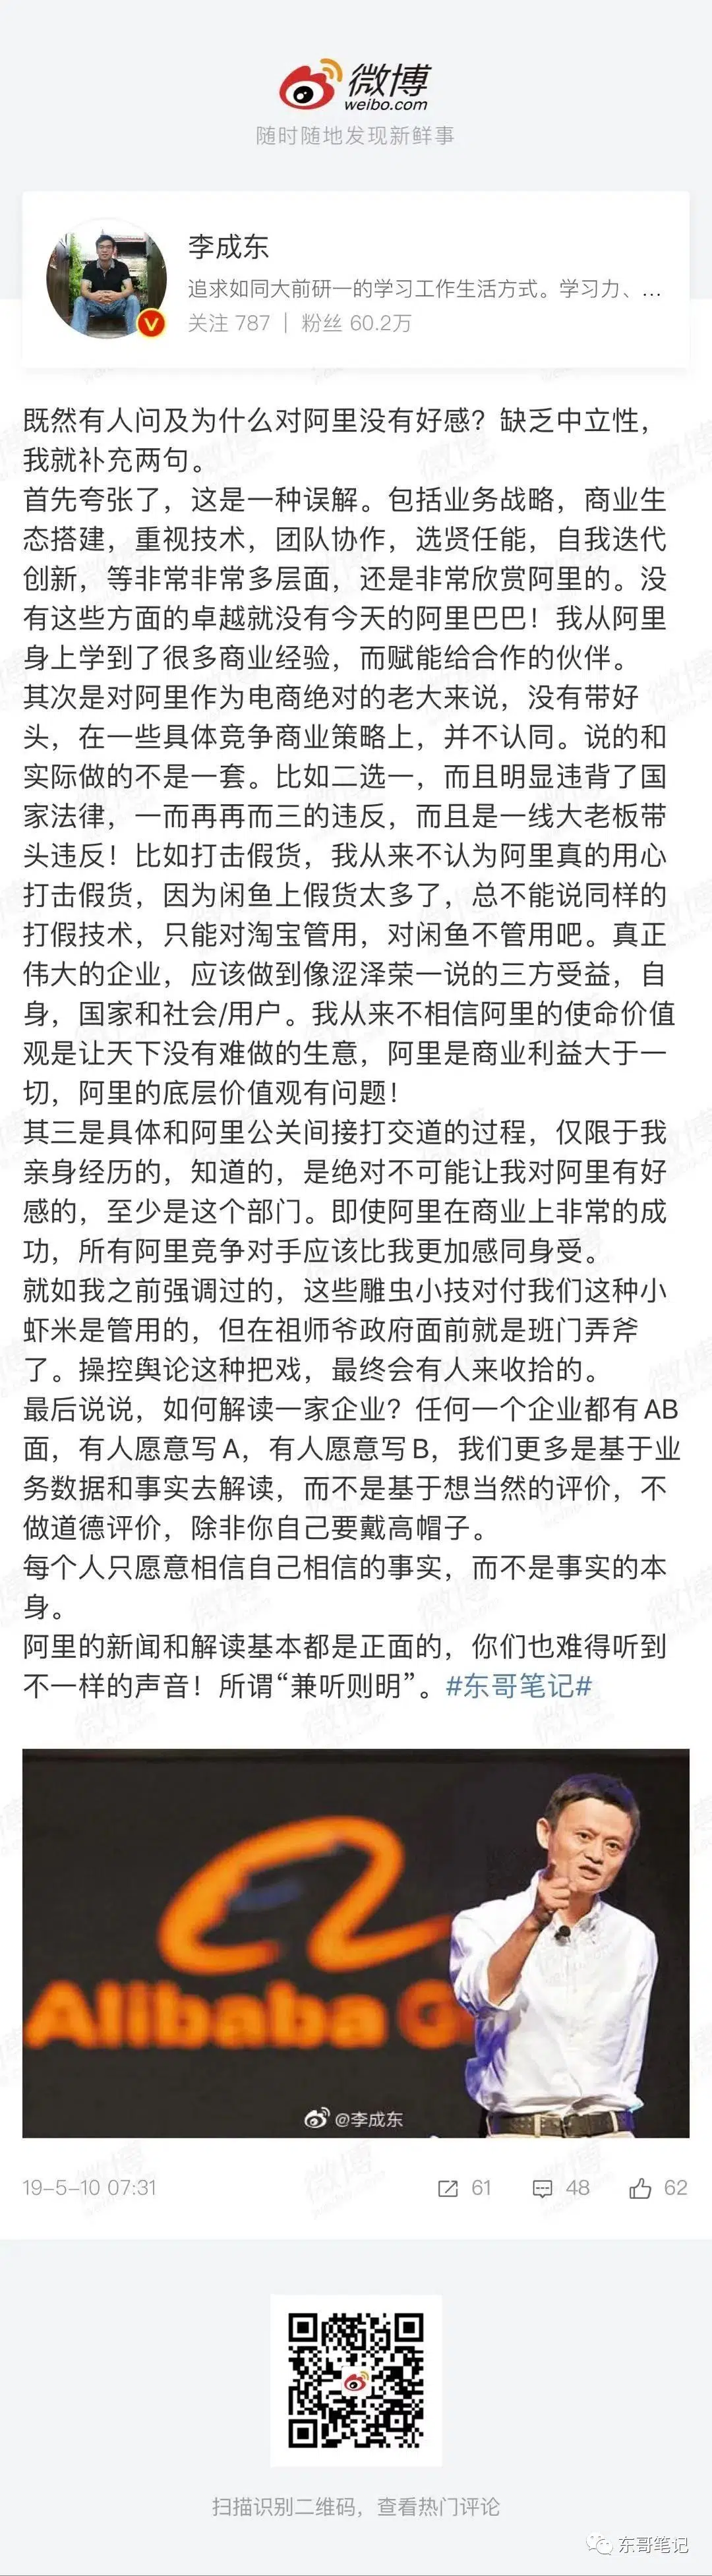 微博
weibo.com
随时随地发现新鲜事
李成东
追求如同大前研一的学习工作生活方式。学习力、...
关注 787 | 粉丝 60.2万
既然有人问及为什么对阿里没有好感？缺乏中立性，
我就补充两句。
首先夸张了，这是一种误解。包括业务战略，商业生
态搭建，重视技术，团队协作，选贤任能，自我迭代
创新，等非常非常多层面，还是非常欣赏阿里的。没
有这些方面的卓越就没有今天的阿里巴巴！我从阿里
身上学到了很多商业经验，而赋能给合作的伙伴。
其次是对阿里作为电商绝对的老大来说，没有带好
头，在一些具体竞争商业策略上，并不认同。说的和
实际做的不是一套。比如二选一，而且明显违背了国
家法律，一而再再而三的违反，而且是一线大老板带
头违反！比如打击假货，我从来不认为阿里真的用心
打击假货，因为闲鱼上假货太多了，总不能说同样的
打假技术，只能对淘宝管用，对闲鱼不管用吧。真正
伟大的企业，应该做到像涩泽荣一说的三方受益，自
身，国家和社会/用户。我从来不相信阿里的使命价值
观是让天下没有难做的生意，阿里是商业利益大于一
切，阿里的底层价值观有问题！
其三是具体和阿里公关间接打交道的过程，仅限于我
亲身经历的，知道的，是绝对不可能让我对阿里有好
感的，至少是这个部门。即使阿里在商业上非常的成
功，所有阿里竞争对手应该比我更加感同身受。
就如我之前强调过的，这些雕虫小技对付我们这种小
虾米是管用的，但在祖师爷政府面前就是班门弄斧
了。操控舆论这种把戏，最终会有人来收拾的。
最后说说，如何解读一家企业？任何一个企业都有AB
面，有人愿意写A，有人愿意写B，我们更多是基于业
务数据和事实去解读，而不是基于想当然的评价，不
做道德评价，除非你自己要戴高帽子。
每个人只愿意相信自己相信的事实，而不是事实的本
身。
阿里的新闻和解读基本都是正面的，你们也难得听到
不一样的声音！所谓“兼听则明”。#东哥笔记#
Alibaba G
@李成东
19-5-10 07:31 61 48 62
扫描识别二维码，查看热门评论
东哥笔记